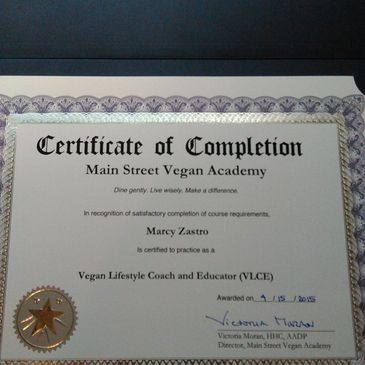 Certificate of Completion
Main Street Vegan Academy
Dine gently. Live wisely. Make a difference.
In recognition of satisfactory completion of course requirements,
Marcy Zastro
Is certified to practice as a
Vegan Lifestyle Coach and Educator (VLCE)
Awarded on 9 / 15 / 2015
Victoria Moran
Victoria Moran, HHC, AADP
Director, Main Street Vegan Academy